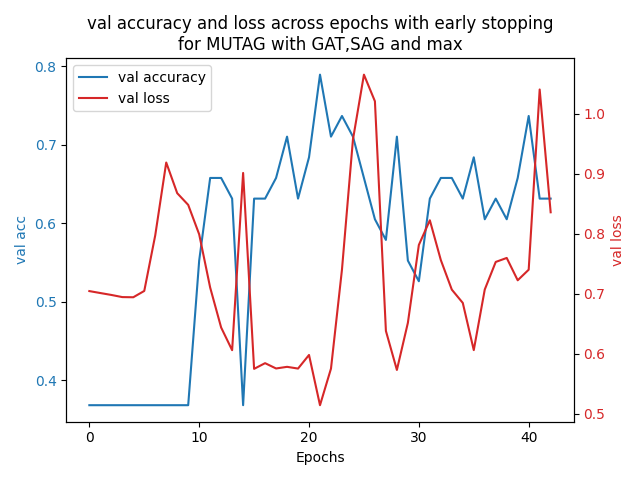 val accuracy and loss across epochs with early stopping
for MUTAG with GAT,SAG and max
val accuracy
val loss
0.8
0.7
0.6
0.5
0.4
val acc
1.0
0.9
0.8
0.7
0.6
0.5
val loss
0 10 20 30 40
Epochs